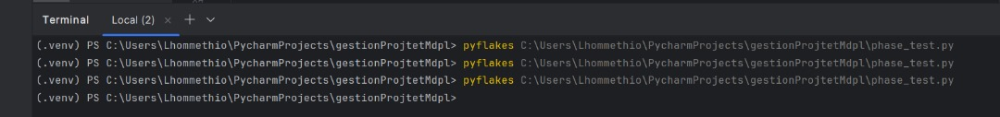 Terminal Local (2) × + ⌄
(.venv) PS C:\Users\Lhommethio\PycharmProjects\gestionProjtetMdpl> pyflakes C:\Users\Lhommethio\PycharmProjects\gestionProjtetMdpl\phase_test.py
(.venv) PS C:\Users\Lhommethio\PycharmProjects\gestionProjtetMdpl> pyflakes C:\Users\Lhommethio\PycharmProjects\gestionProjtetMdpl\phase_test.py
(.venv) PS C:\Users\Lhommethio\PycharmProjects\gestionProjtetMdpl> pyflakes C:\Users\Lhommethio\PycharmProjects\gestionProjtetMdpl\phase_test.py
(.venv) PS C:\Users\Lhommethio\PycharmProjects\gestionProjtetMdpl>